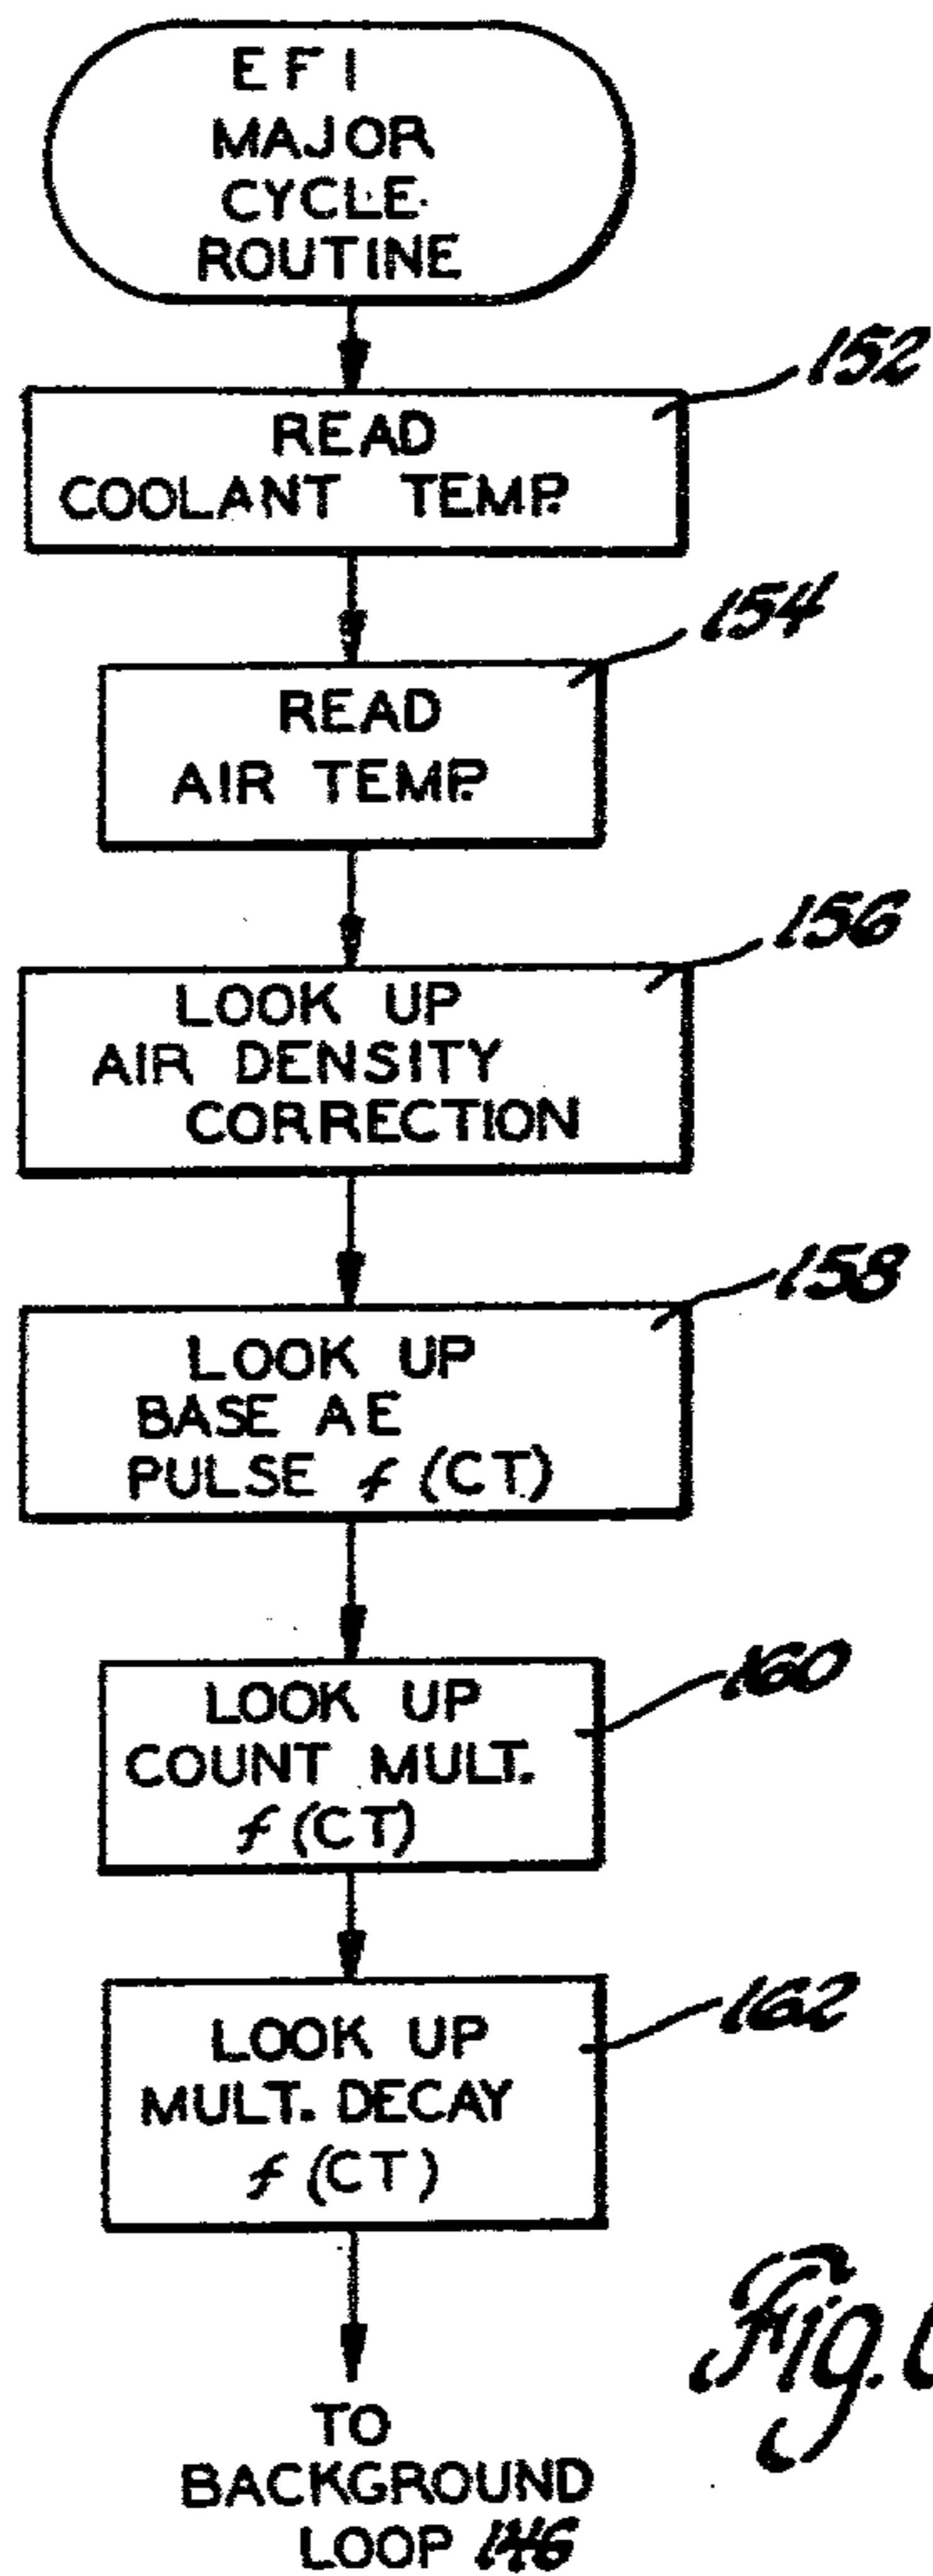 EFI
MAJOR
CYCLE
ROUTINE
152
READ
COOLANT TEMP.
154
READ
AIR TEMP.
156
LOOK UP
AIR DENSITY
CORRECTION
158
LOOK UP
BASE AE
PULSE f (CT)
160
LOOK UP
COUNT MULT.
f (CT)
162
LOOK UP
MULT. DECAY
f (CT)
TO
BACKGROUND
LOOP 146
Fig.